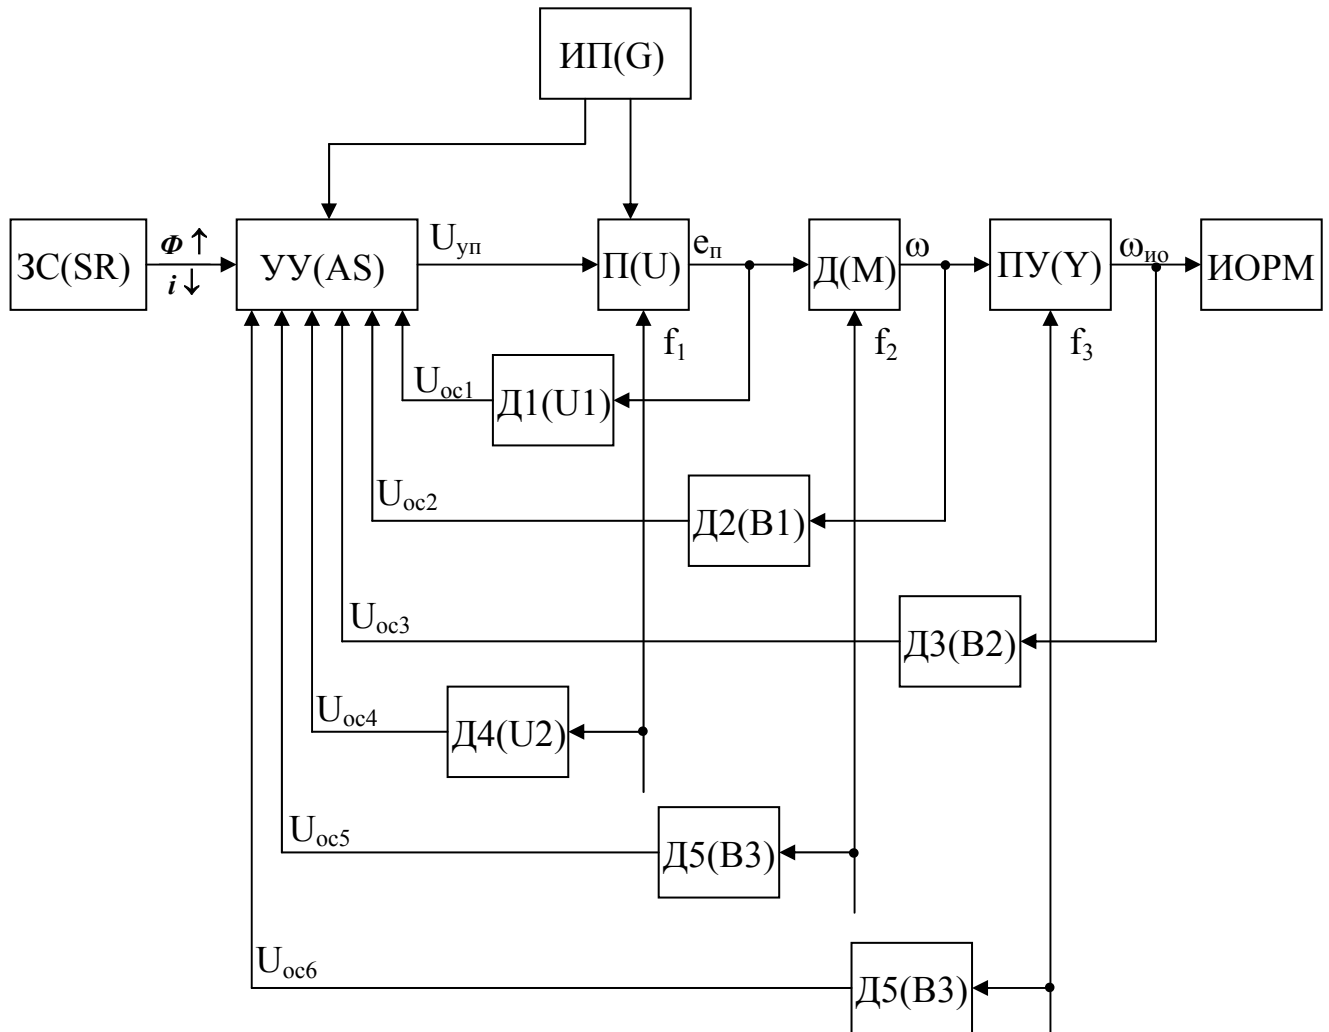 ИП(G)
ЗС(SR)
Ф ↑
i ↓
УУ(AS)
Uуп
П(U)
eп
Д(M)
ω
ПУ(Y)
ωио
ИОРМ
f1
f2
f3
Uос1
Д1(U1)
Uос2
Д2(B1)
Uос3
Д3(B2)
Uос4
Д4(U2)
Uос5
Д5(B3)
Uос6
Д5(B3)